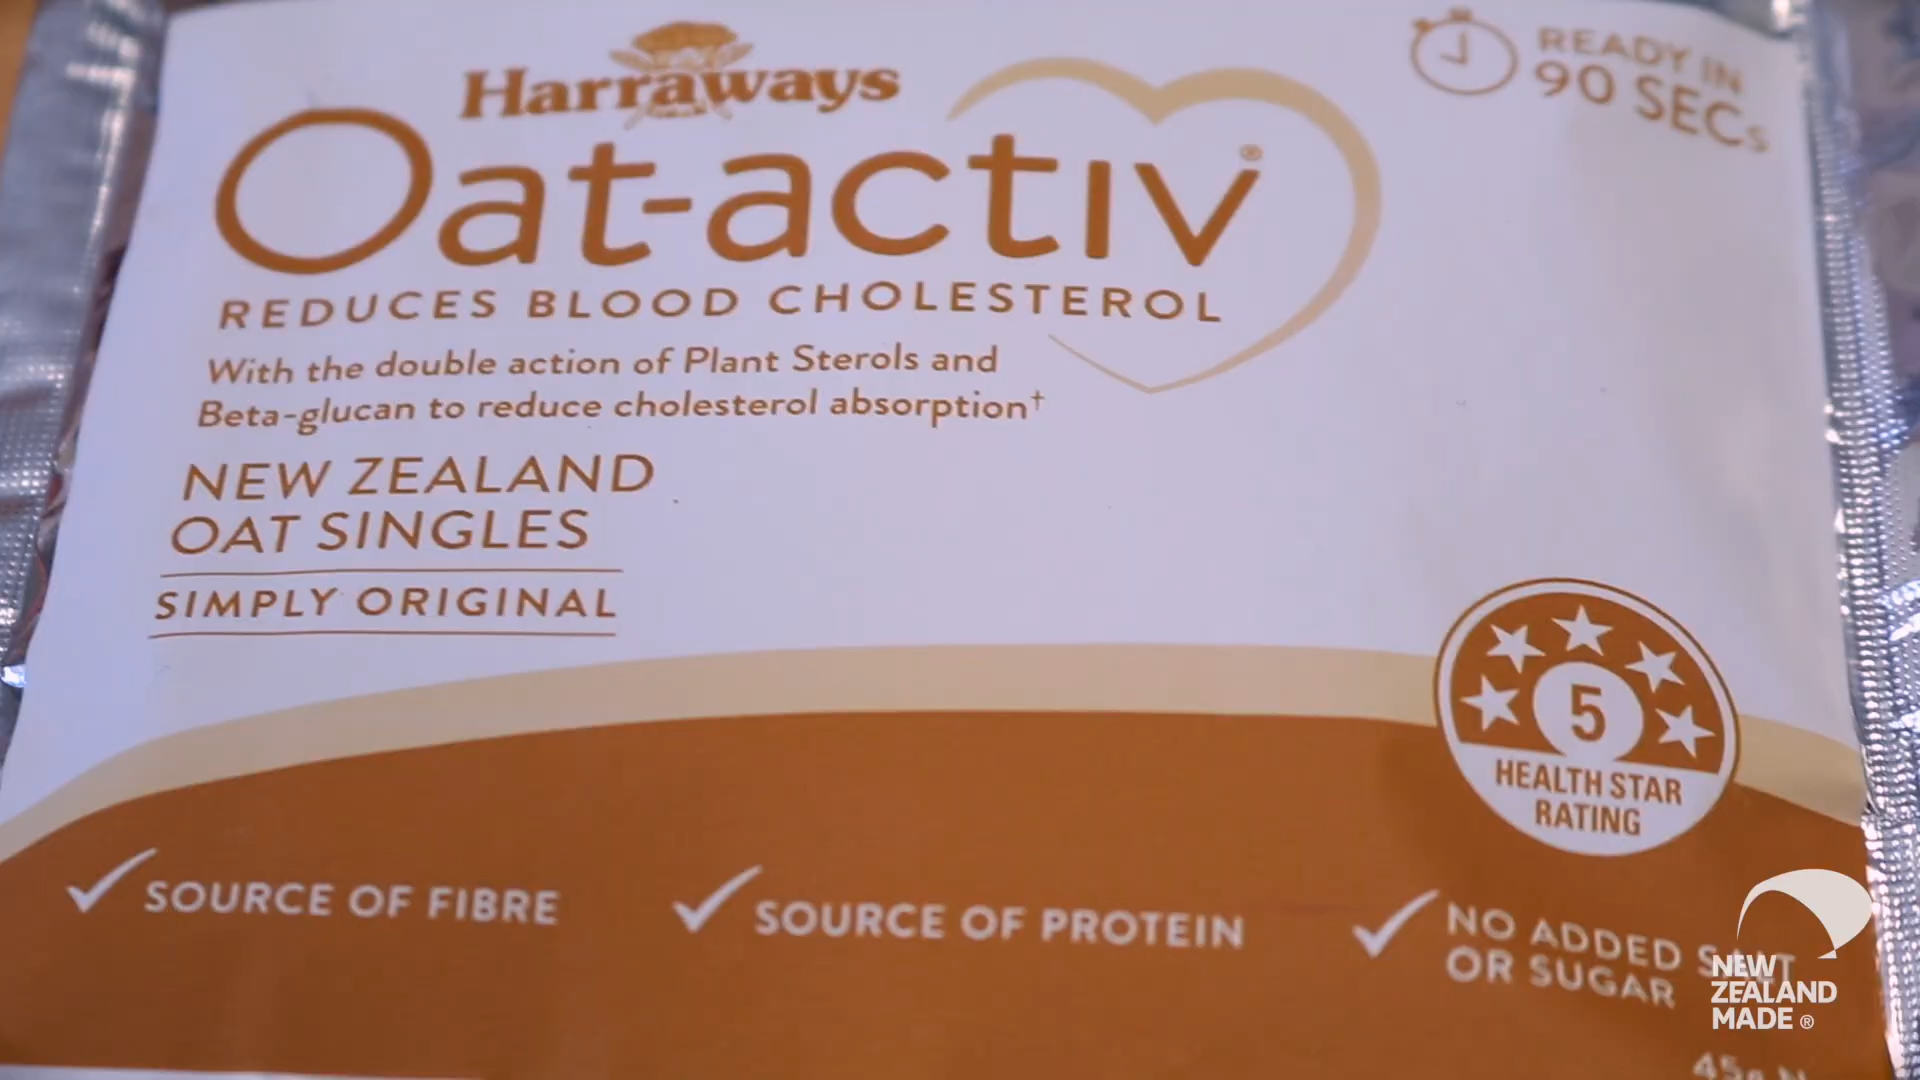 Harraways
Oat-activ®
REDUCES BLOOD CHOLESTEROL
With the double action of Plant Sterols and
Beta-glucan to reduce cholesterol absorption†
NEW ZEALAND
OAT SINGLES
SIMPLY ORIGINAL
READY IN
90 SECs
5
HEALTH STAR
RATING
SOURCE OF FIBRE
SOURCE OF PROTEIN
NO ADDED SALT
OR SUGAR
NEW
ZEALAND
MADE ®